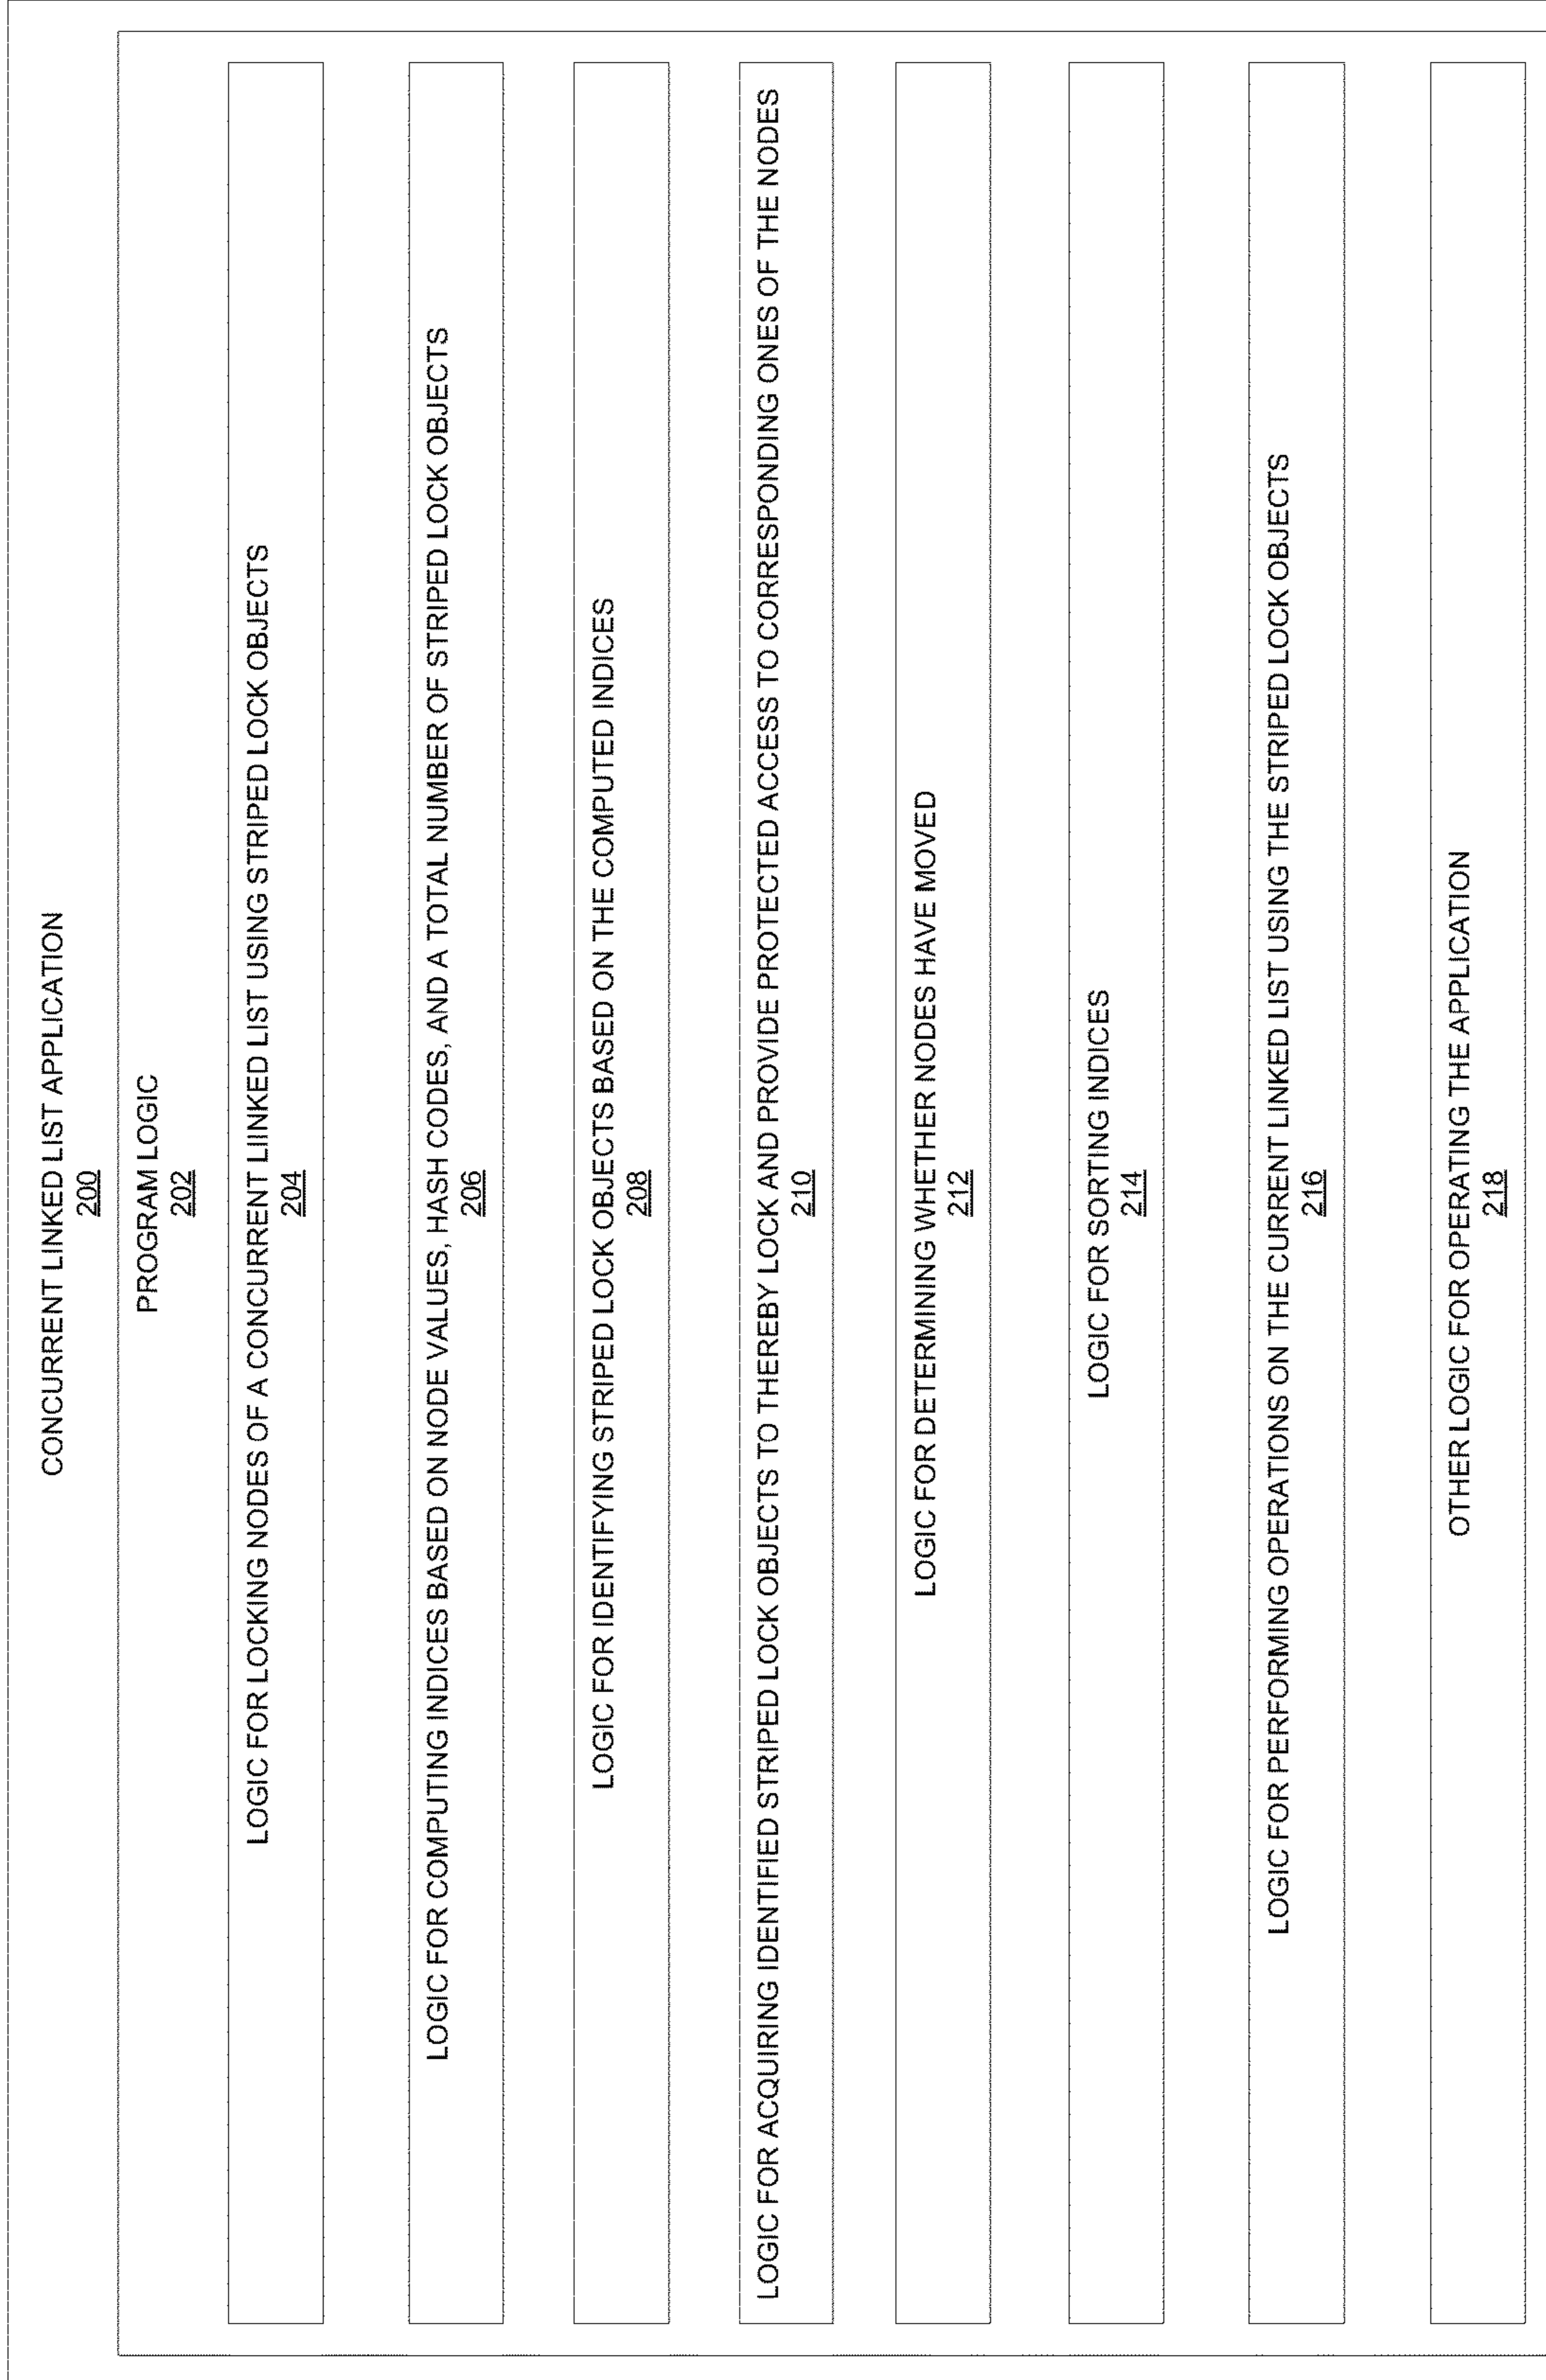 CONCURRENT LINKED LIST APPLICATION
200
PROGRAM LOGIC
202
LOGIC FOR LOCKING NODES OF A CONCURRENT LIINKED LIST USING STRIPED LOCK OBJECTS
204
LOGIC FOR COMPUTING INDICES BASED ON NODE VALUES, HASH CODES, AND A TOTAL NUMBER OF STRIPED LOCK OBJECTS
206
LOGIC FOR IDENTIFYING STRIPED LOCK OBJECTS BASED ON THE COMPUTED INDICES
208
LOGIC FOR ACQUIRING IDENTIFIED STRIPED LOCK OBJECTS TO THEREBY LOCK AND PROVIDE PROTECTED ACCESS TO CORRESPONDING ONES OF THE NODES
210
LOGIC FOR DETERMINING WHETHER NODES HAVE MOVED
212
LOGIC FOR SORTING INDICES
214
LOGIC FOR PERFORMING OPERATIONS ON THE CURRENT LINKED LIST USING THE STRIPED LOCK OBJECTS
216
OTHER LOGIC FOR OPERATING THE APPLICATION
218